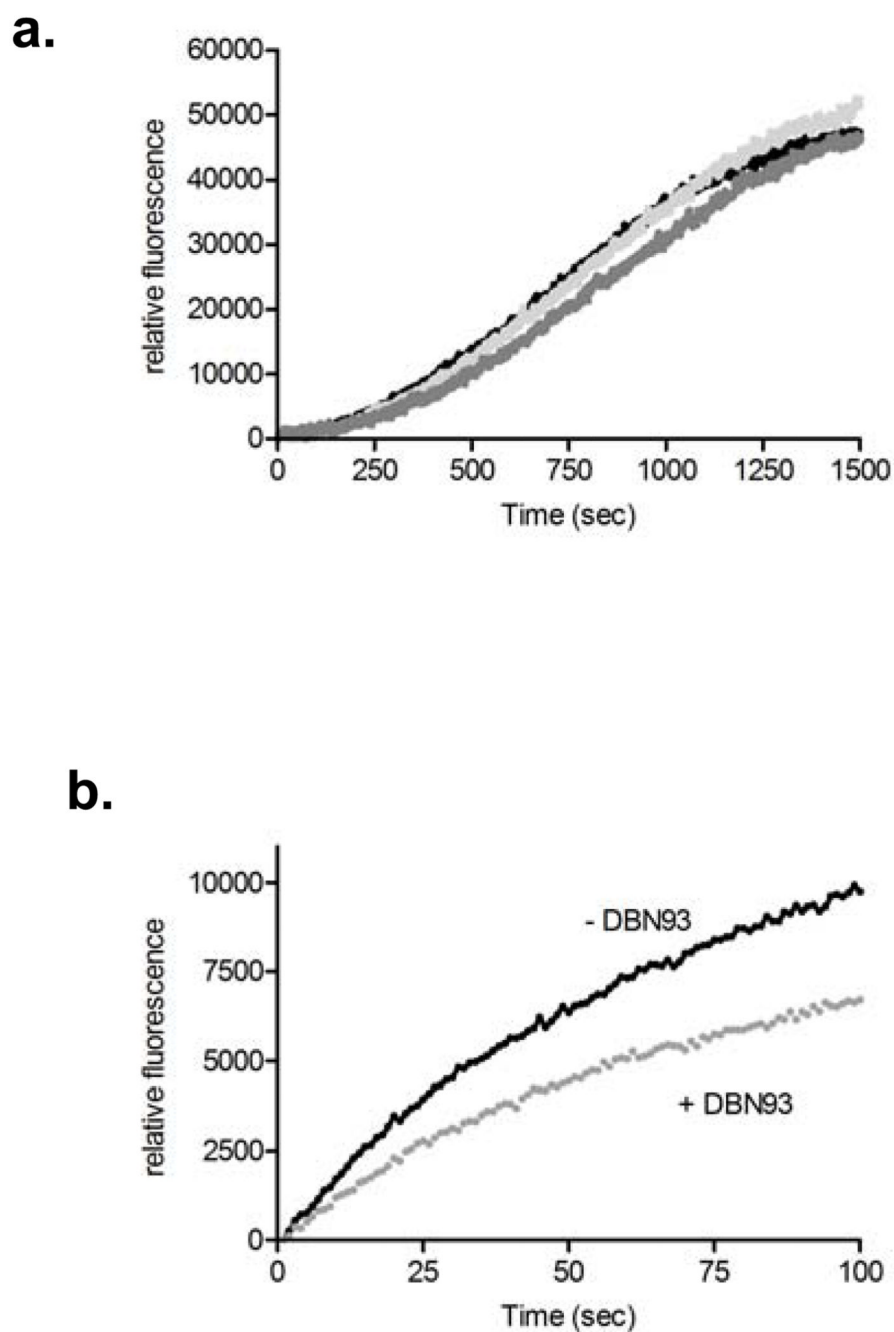 a.
60000
50000
40000
30000
20000
10000
0
relative fluorescence
0 250 500 750 1000 1250 1500
Time (sec)
b.
10000
7500
5000
2500
0
relative fluorescence
- DBN93
+ DBN93
0 25 50 75 100
Time (sec)